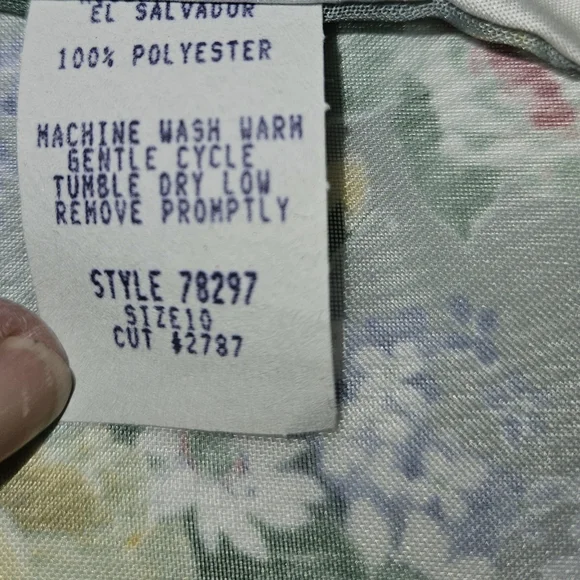 EL SALVADOR
100% POLYESTER
MACHINE WASH WARM
GENTLE CYCLE
TUMBLE DRY LOW
REMOVE PROMPTLY
STYLE 78297
SIZE10
CUT #2787